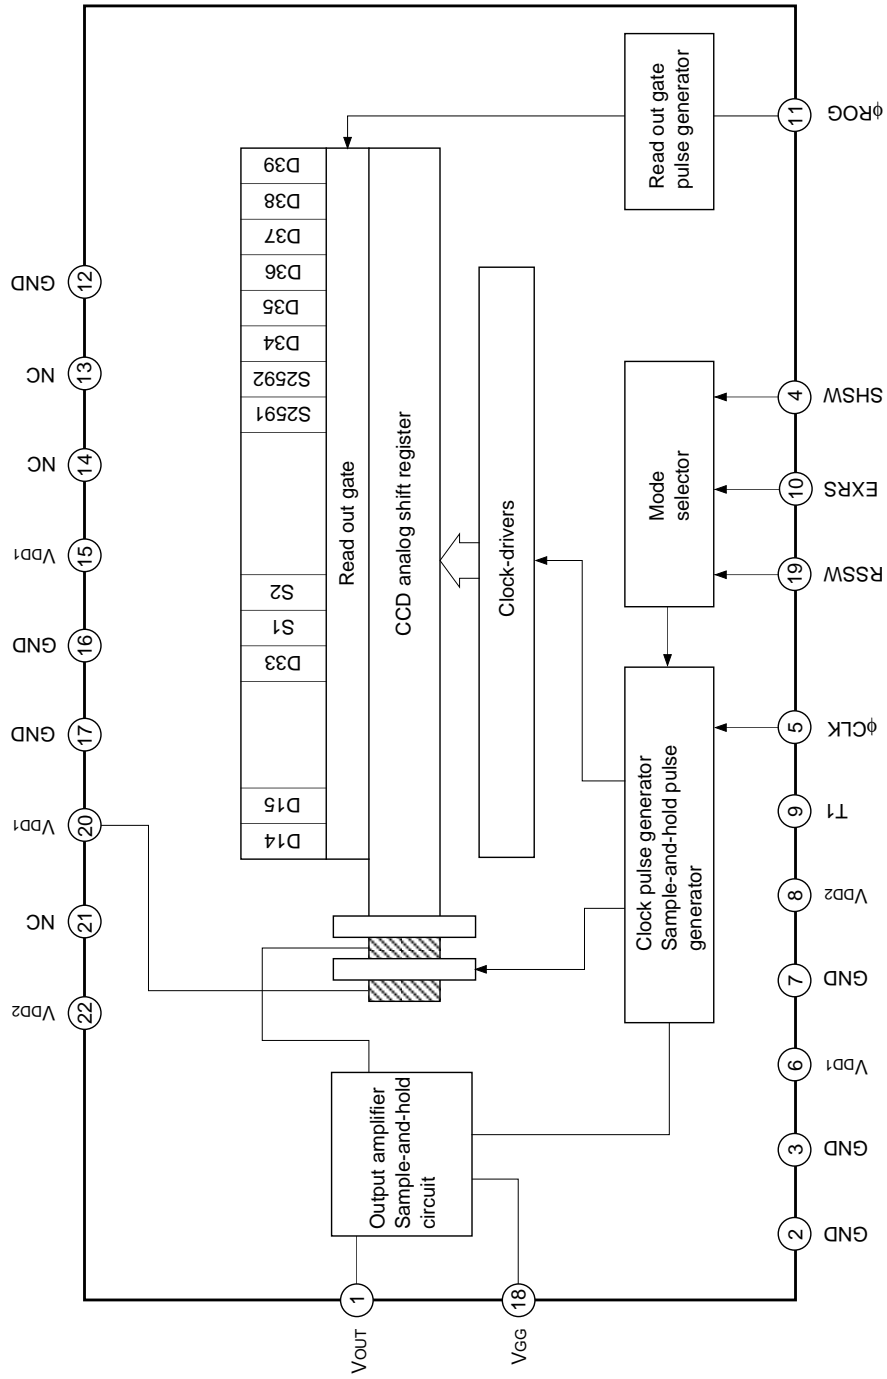 GND
12
NC
13
NC
14
VDD1
15
GND
16
GND
17
VDD1
20
NC
21
VDD2
22
D14
D15
D33
S1
S2
S2591
S2592
D34
D35
D36
D37
D38
D39
Read out gate
CCD analog shift register
Clock-drivers
Read out gate
pulse generator
11
ϕROG
Mode
selector
4
SHSW
10
EXRS
19
RSSW
Clock pulse generator
Sample-and-hold pulse
generator
5
ϕCLK
9
T1
8
VDD2
7
GND
6
VDD1
3
GND
2
GND
Output amplifier
Sample-and-hold
circuit
1
VOUT
18
VGG